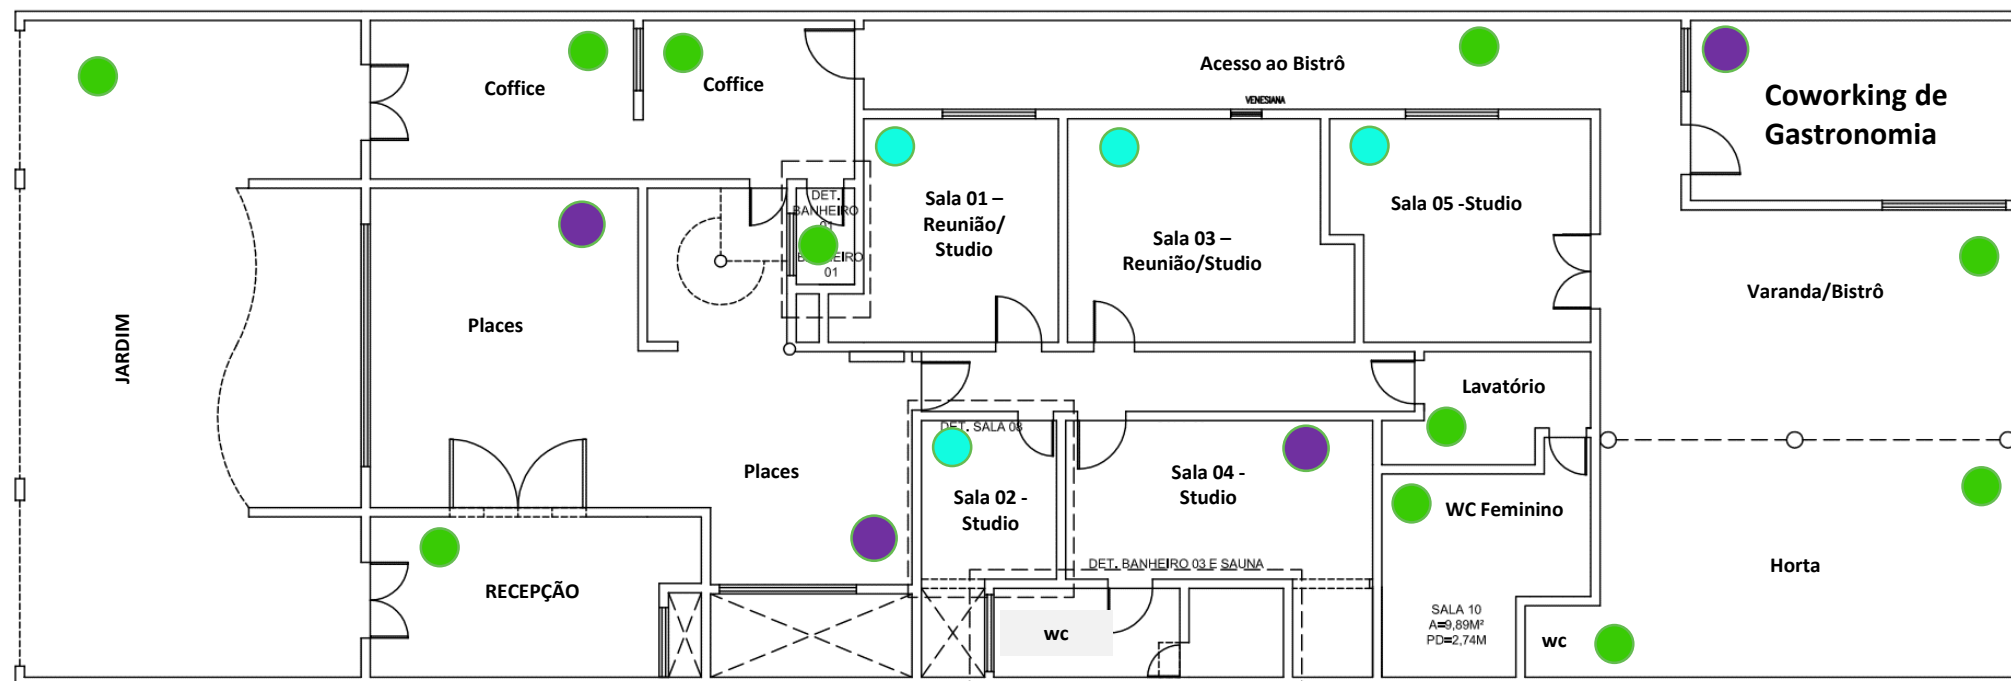 Coffice
Coffice
Acesso ao Bistrô
VENESIANA
Coworking de
Gastronomia
DET.
BANHEIRO
01
BANHEIRO
01
Sala 01 –
Reunião/
Studio
Sala 03 –
Reunião/Studio
Sala 05 -Studio
Varanda/Bistrô
JARDIM
Places
Places
Lavatório
DET. SALA 08
Sala 02 -
Studio
Sala 04 -
Studio
WC Feminino
DET. BANHEIRO 03 E SAUNA
Horta
RECEPÇÃO
SALA 10
A=9,89M²
PD=2,74M
wc
wc